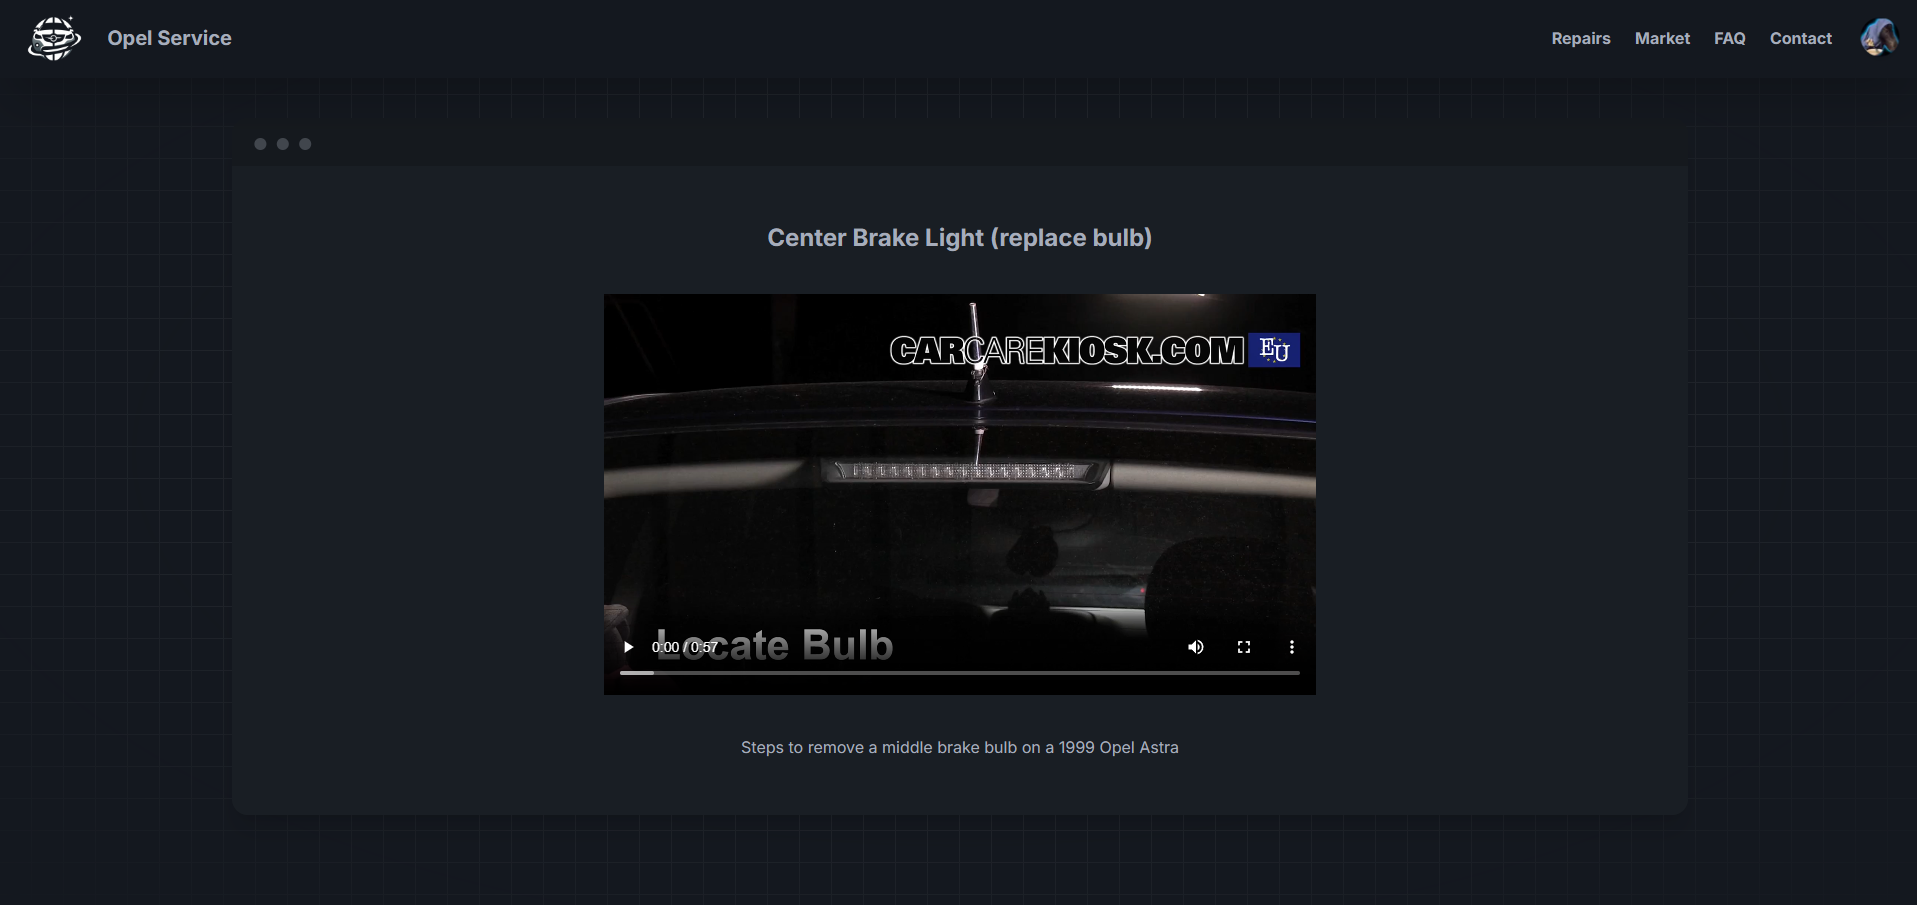 Opel Service
Repairs
Market
FAQ
Contact
Center Brake Light (replace bulb)
CARCAREKIOSK.COM EU
Locate Bulb
0:00 / 0:57
Steps to remove a middle brake bulb on a 1999 Opel Astra